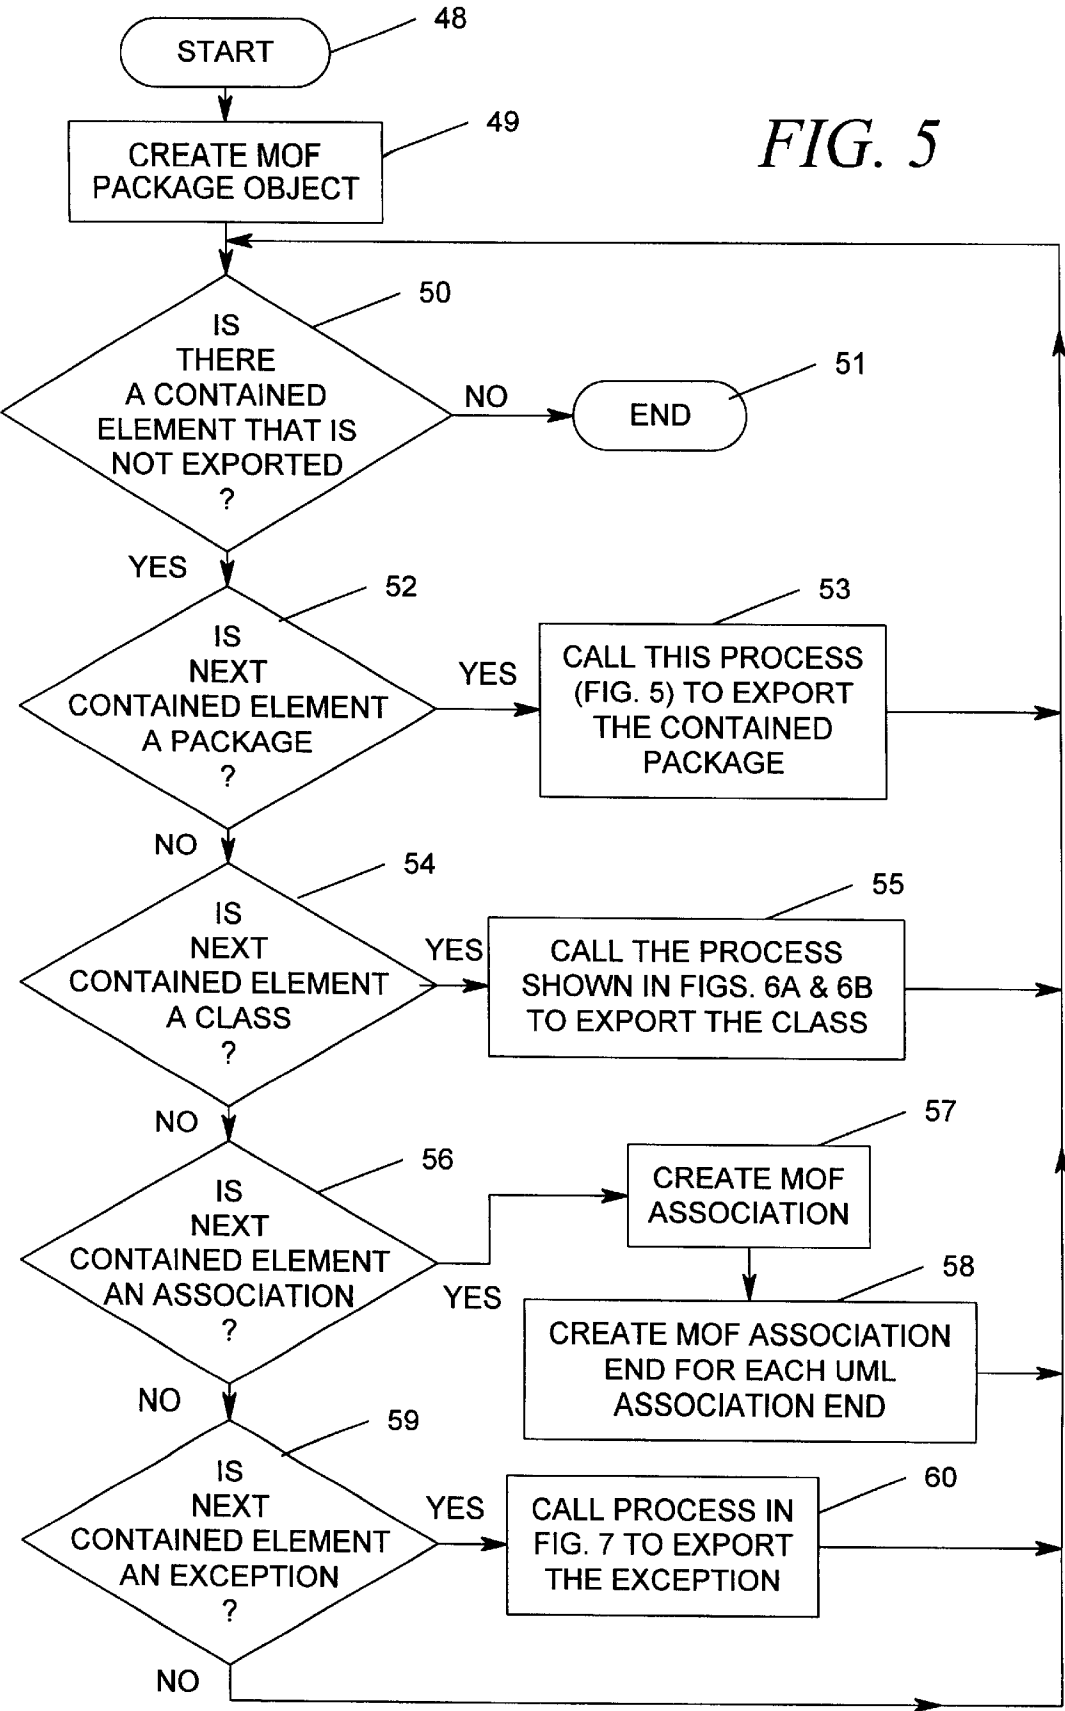 48
START
49
FIG. 5
CREATE MOF
PACKAGE OBJECT
50
IS
THERE
A CONTAINED
ELEMENT THAT IS
NOT EXPORTED
?
NO
51
END
YES
52
IS
NEXT
CONTAINED ELEMENT
A PACKAGE
?
YES
53
CALL THIS PROCESS
(FIG. 5) TO EXPORT
THE CONTAINED
PACKAGE
NO
54
IS
NEXT
CONTAINED ELEMENT
A CLASS
?
YES
55
CALL THE PROCESS
SHOWN IN FIGS. 6A & 6B
TO EXPORT THE CLASS
NO
56
IS
NEXT
CONTAINED ELEMENT
AN ASSOCIATION
?
YES
57
CREATE MOF
ASSOCIATION
58
CREATE MOF ASSOCIATION
END FOR EACH UML
ASSOCIATION END
NO
59
IS
NEXT
CONTAINED ELEMENT
AN EXCEPTION
?
YES
60
CALL PROCESS IN
FIG. 7 TO EXPORT
THE EXCEPTION
NO